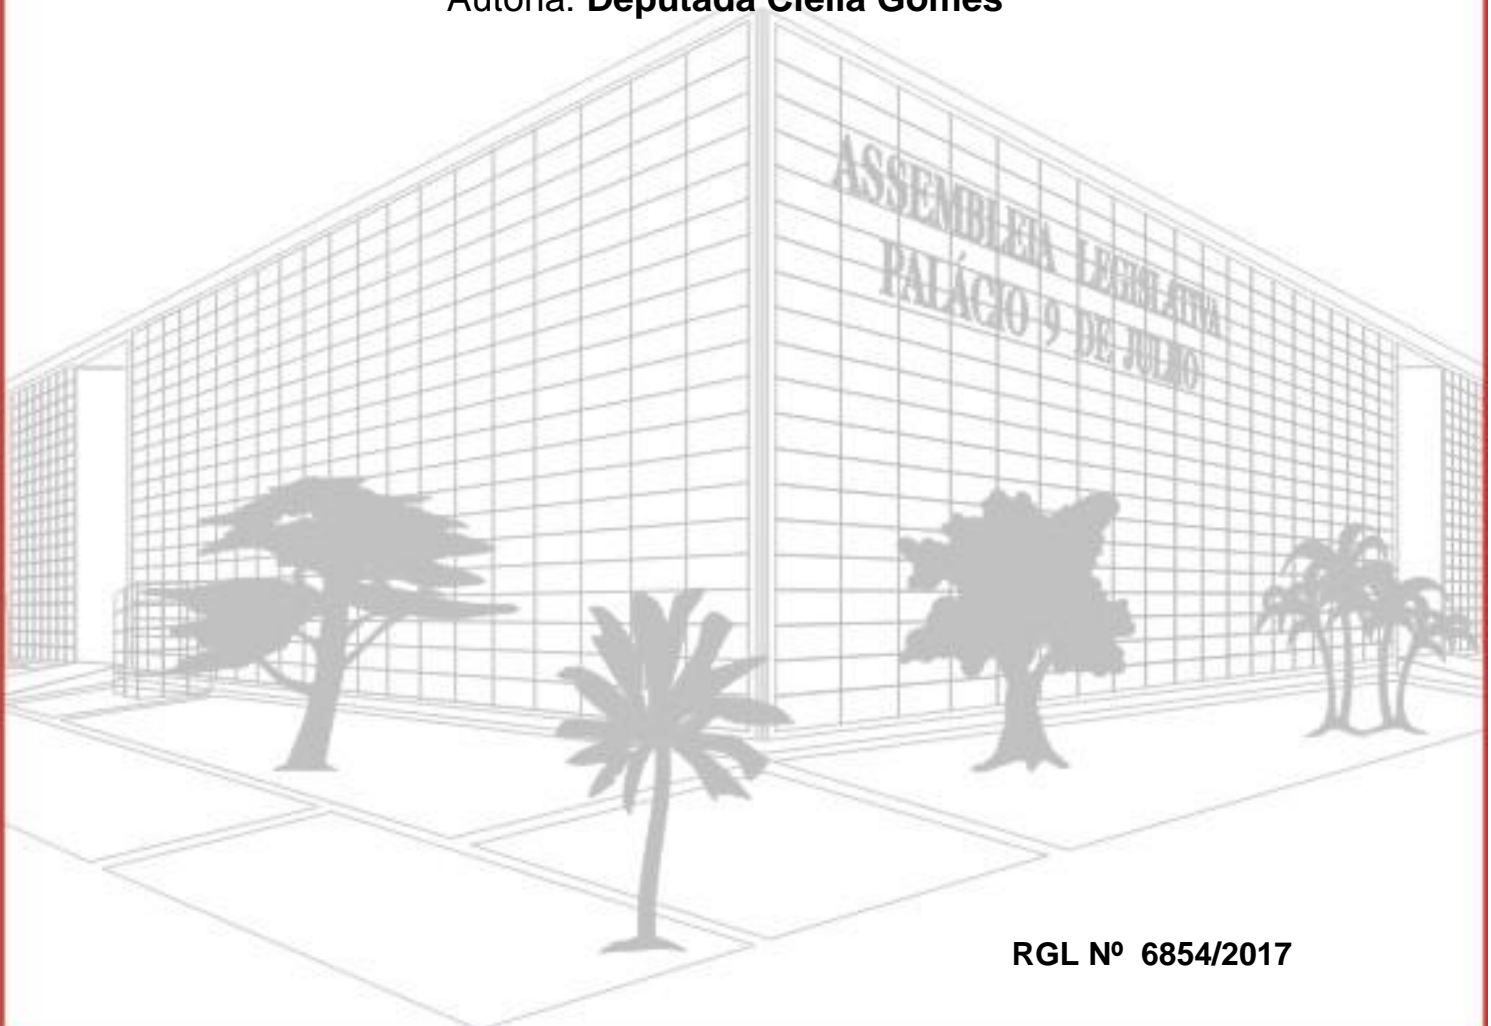 Autoria: Deputada Clélia Gomes
ASSEMBLEIA LEGISLATIVA
PALÁCIO 9 DE JULHO
RGL Nº 6854/2017